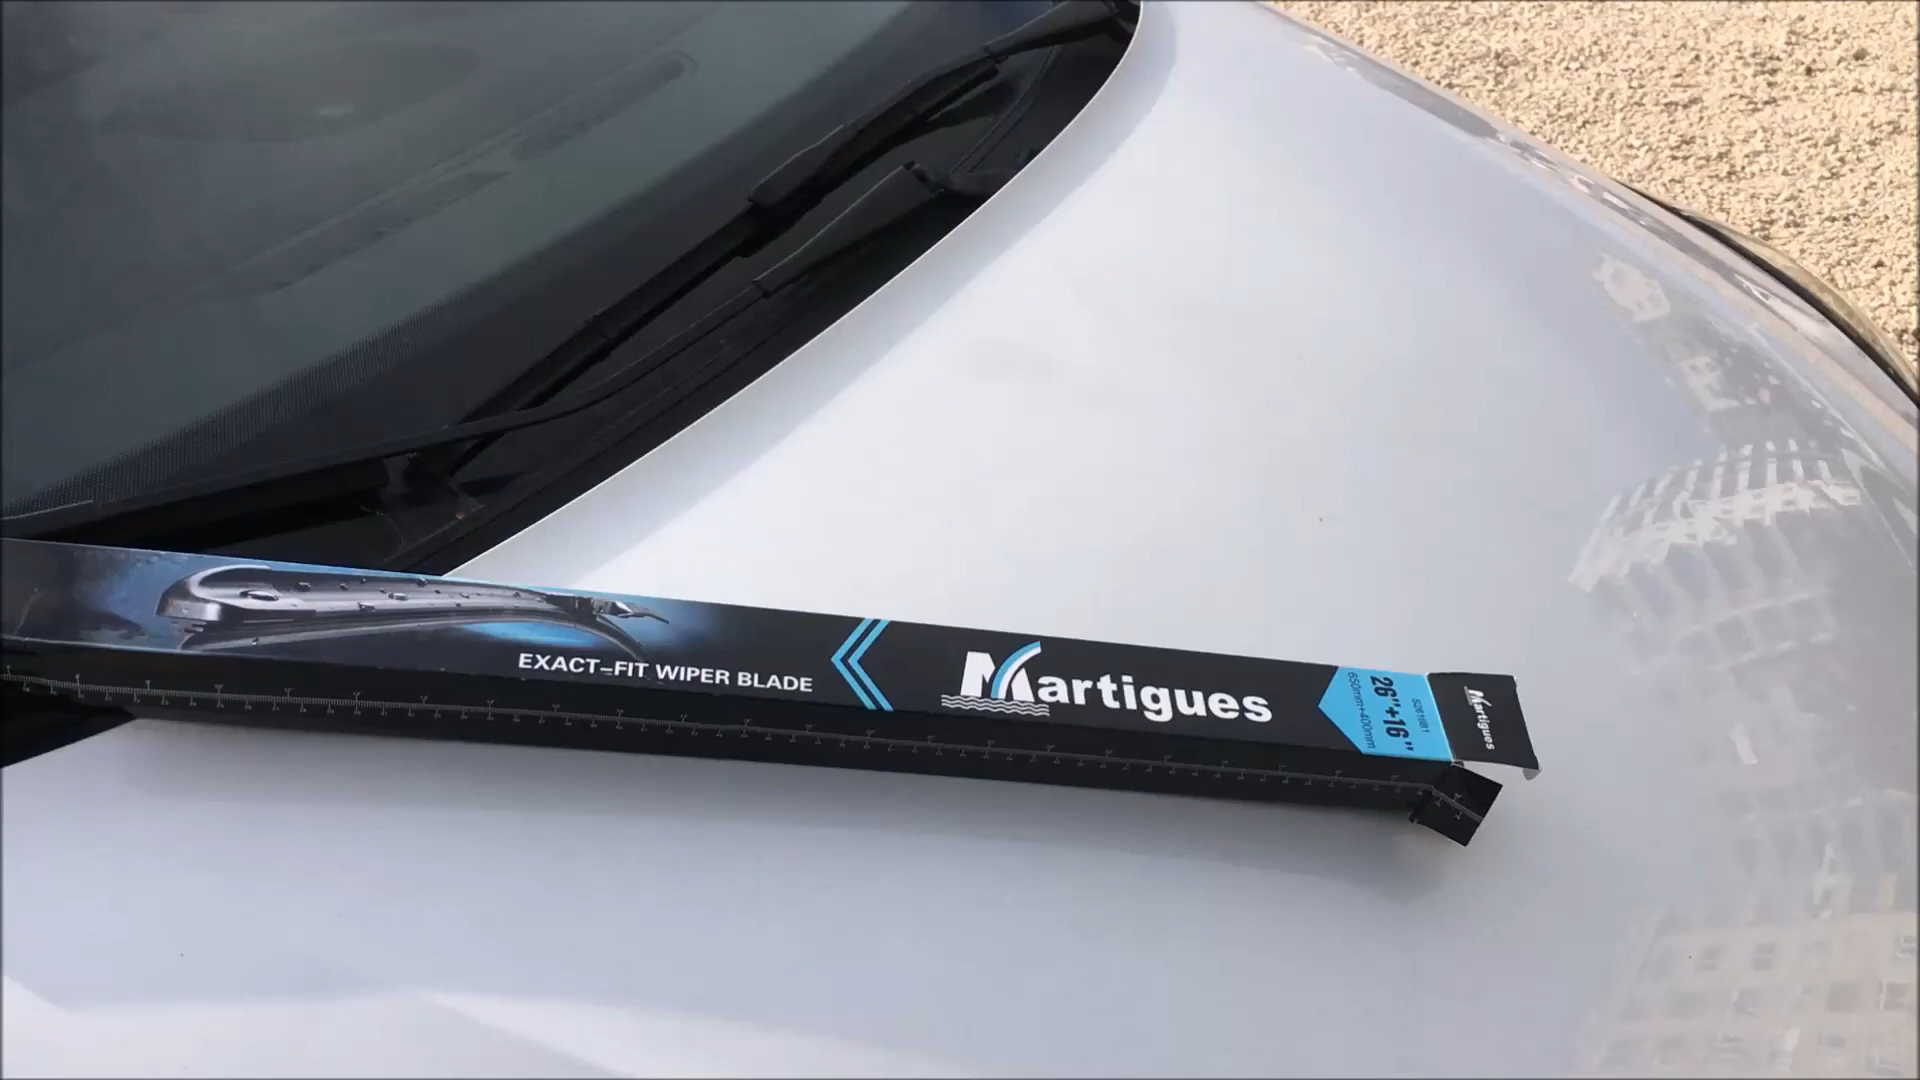 EXACT-FIT WIPER BLADE
Martigues
26"+16"
650mm+400mm
Martigues